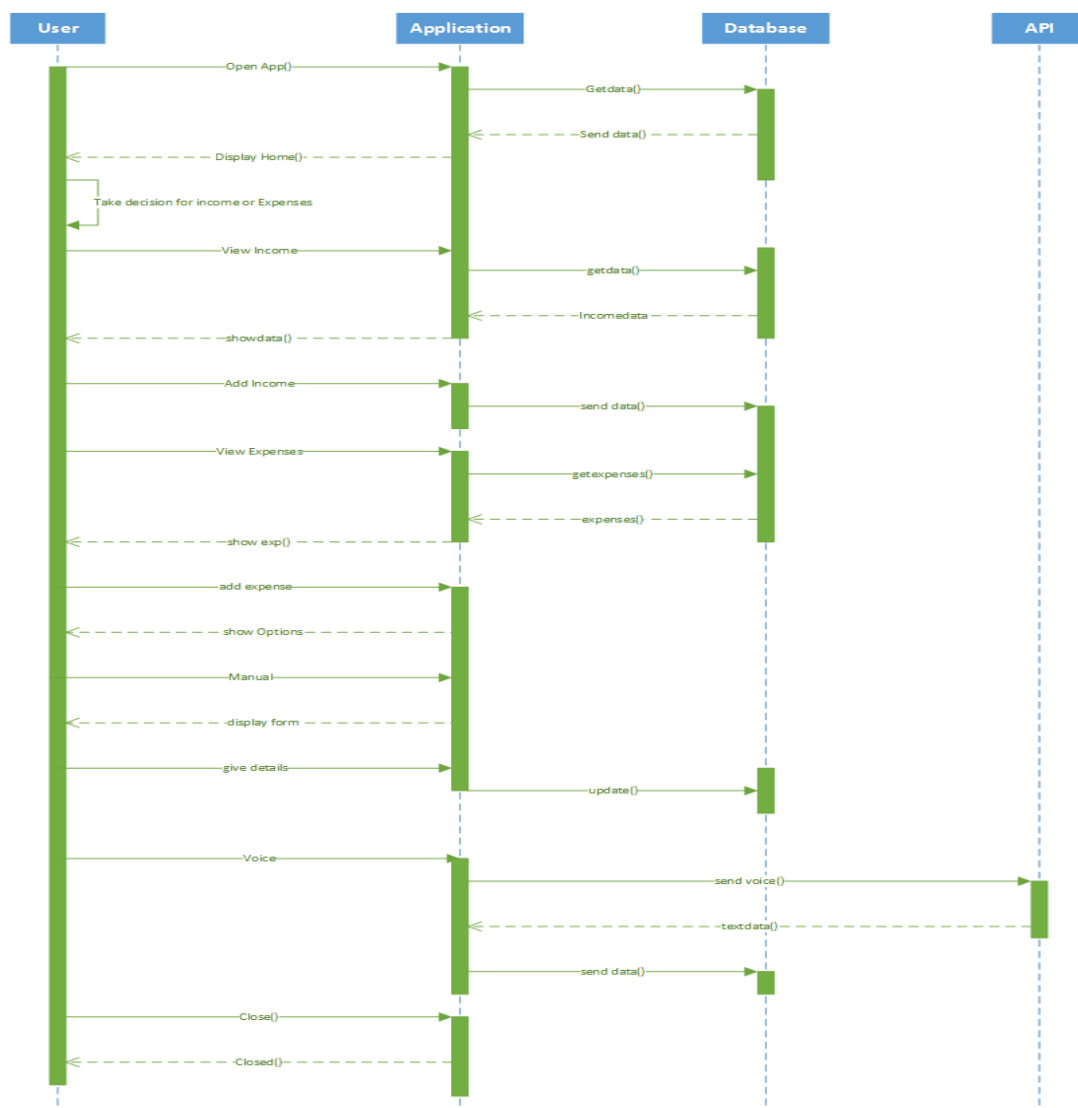 User
Application
Database
API
Open App()
Getdata()
Send data()
Display Home()
Take decision for income or Expenses
View Income
getdata()
Incomedata
showdata()
Add Income
send data()
View Expenses
getexpenses()
expenses()
show exp()
add expense
show Options
Manual
display form
give details
update()
Voice
send voice()
textdata()
send data()
Close()
Closed()